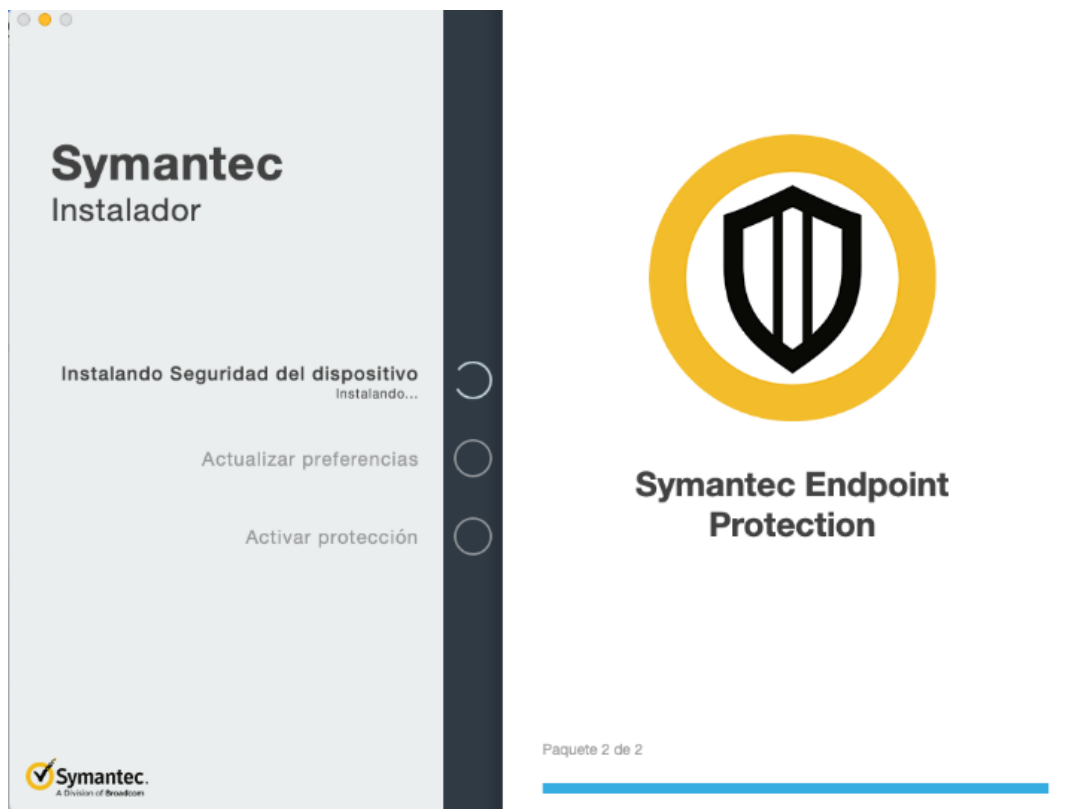 Symantec
Instalador
Instalando Seguridad del dispositivo
Instalando...
Actualizar preferencias
Activar protección
Symantec.
A Division of Broadcom
Symantec Endpoint
Protection
Paquete 2 de 2